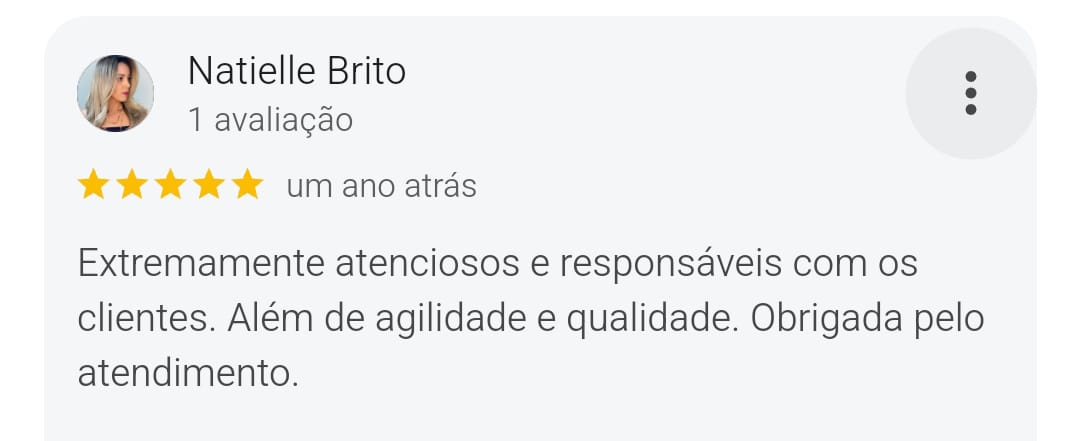 Natielle Brito
1 avaliação
um ano atrás
Extremamente atenciosos e responsáveis com os
clientes. Além de agilidade e qualidade. Obrigada pelo
atendimento.